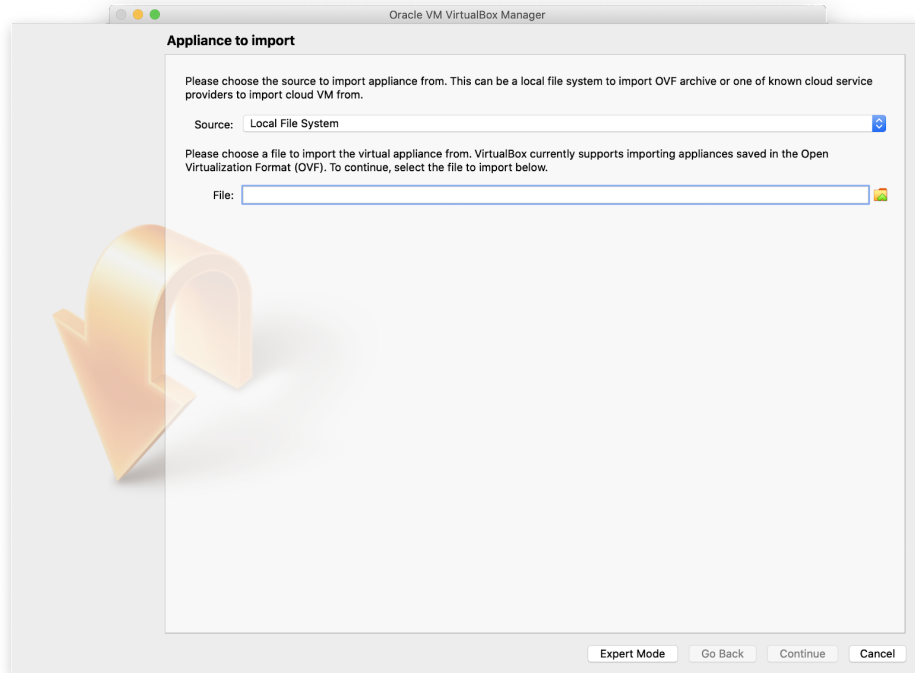 Oracle VM VirtualBox Manager
Appliance to import
Please choose the source to import appliance from. This can be a local file system to import OVF archive or one of known cloud service
providers to import cloud VM from.
Source: Local File System
Please choose a file to import the virtual appliance from. VirtualBox currently supports importing appliances saved in the Open
Virtualization Format (OVF). To continue, select the file to import below.
File:
Expert Mode Go Back Continue Cancel